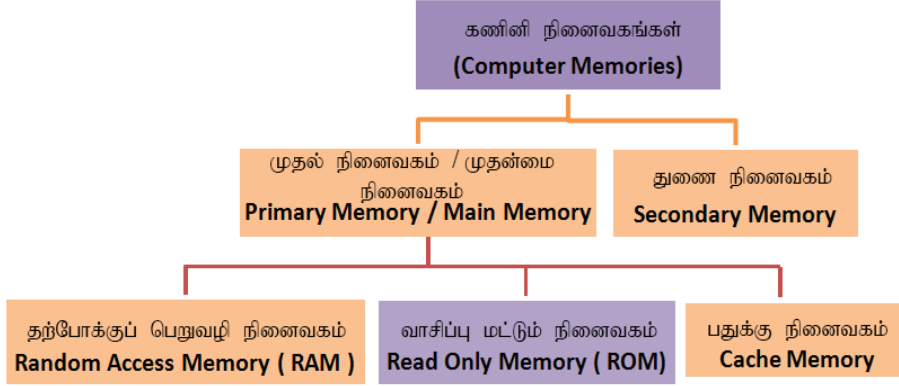 கணினி நினைவகங்கள்
(Computer Memories)
முதல் நினைவகம் / முதன்மை
நினைவகம்
Primary Memory / Main Memory
துணை நினைவகம்
Secondary Memory
தற்போக்குப் பெறுவழி நினைவகம்
Random Access Memory ( RAM )
வாசிப்பு மட்டும் நினைவகம்
Read Only Memory ( ROM)
பதுக்கு நினைவகம்
Cache Memory